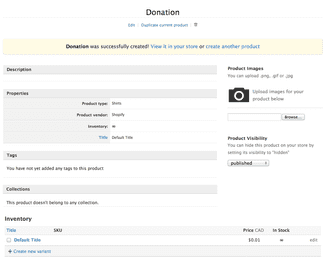 Donation
Edit Duplicate current product
Donation was successfully created! View it in your store or create another product
Description
Product Images
You can upload .png, .gif or .jpg
Upload images for your
product below
Browse...
Properties
Product type: Shirts
Product vendor: Shopify
Inventory: ∞
Title Default Title
Product Visibility
You can hide this product on your store by
setting its visibility to "hidden"
published
Tags
You have not yet added any tags to this product
Collections
This product doesn't belong to any collection.
Inventory
Title SKU Price CAD In Stock
Default Title $0.01 ∞ edit
+ Create new variant